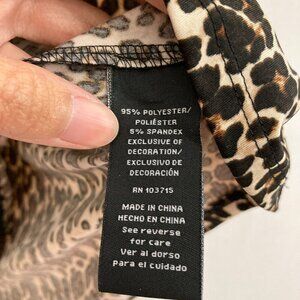 95% POLYESTER/
POLIÉSTER
5% SPANDEX
EXCLUSIVE OF
DECORATION/
EXCLUSIVO DE
DECORACIÓN
RN 103715
MADE IN CHINA
HECHO EN CHINA
See reverse
for care
Ver al dorso
para el cuidado